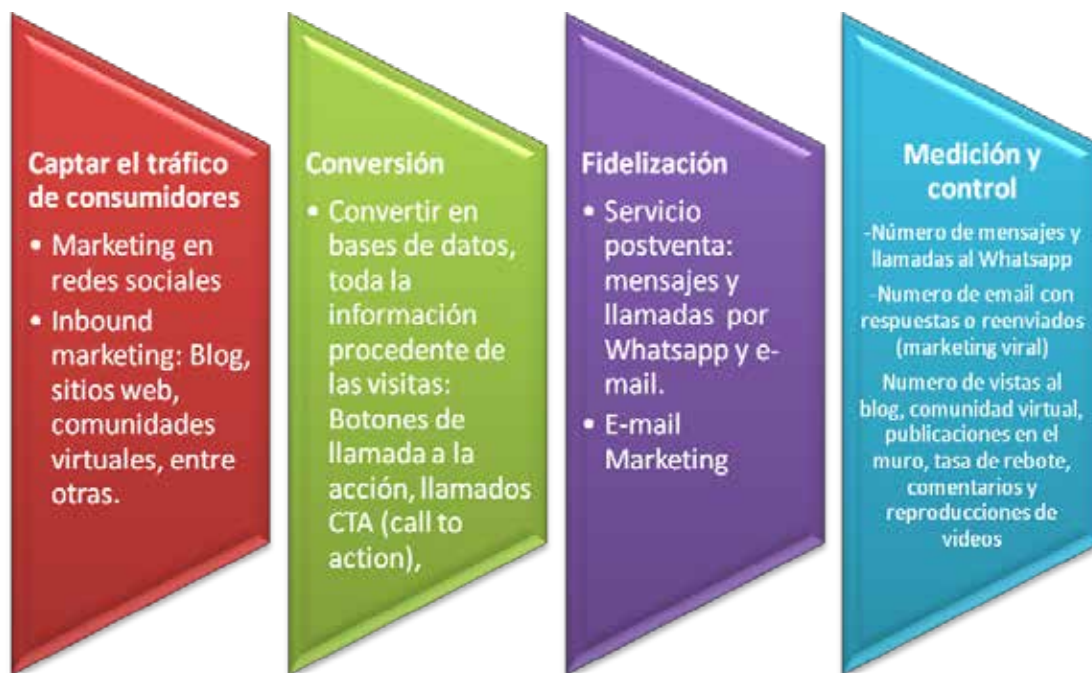 Captar el tráfico
de consumidores
• Marketing en
redes sociales
• Inbound
marketing: Blog,
sitios web,
comunidades
virtuales, entre
otras.
Conversión
• Convertir en
bases de datos,
toda la
información
procedente de
las visitas:
Botones de
llamada a la
acción, llamados
CTA (call to
action),
Fidelización
• Servicio
postventa:
mensajes y
llamadas por
Whatsapp y e-
mail.
• E-mail
Marketing
Medición y
control
-Número de mensajes y
llamadas al Whatsapp
-Numero de email con
respuestas o reenviados
(marketing viral)
Numero de vistas al
blog, comunidad virtual,
publicaciones en el
muro, tasa de rebote,
comentarios y
reproducciones de
videos